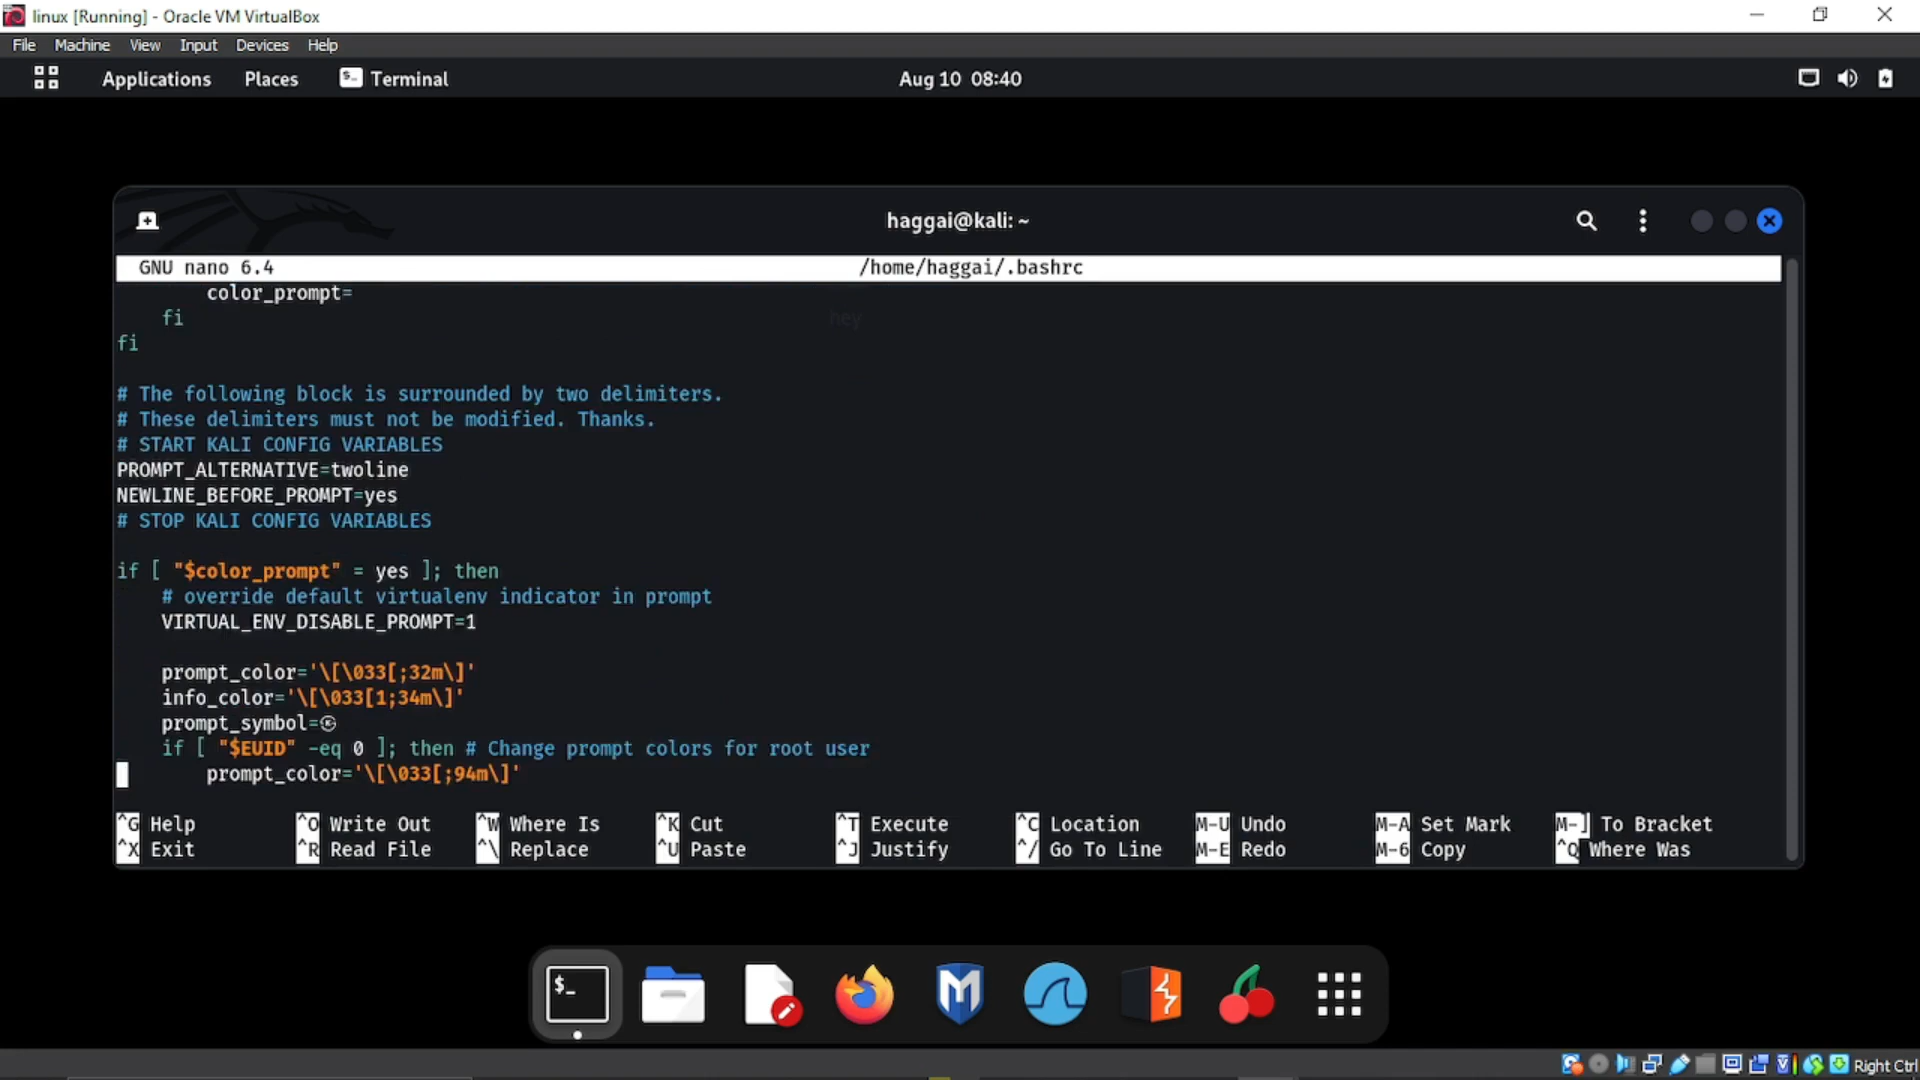 linux [Running] - Oracle VM VirtualBox
File Machine View Input Devices Help
Applications Places Terminal Aug 10 08:40
haggai@kali: ~
GNU nano 6.4 /home/haggai/.bashrc
color_prompt=
fi
hey
fi
# The following block is surrounded by two delimiters.
# These delimiters must not be modified. Thanks.
# START KALI CONFIG VARIABLES
PROMPT_ALTERNATIVE=twoline
NEWLINE_BEFORE_PROMPT=yes
# STOP KALI CONFIG VARIABLES
if [ "$color_prompt" = yes ]; then
# override default virtualenv indicator in prompt
VIRTUAL_ENV_DISABLE_PROMPT=1
prompt_color='\[\033[;32m\]'
info_color='\[\033[1;34m\]'
prompt_symbol=㉿
if [ "$EUID" -eq 0 ]; then # Change prompt colors for root user
prompt_color='\[\033[;94m\]'
^G Help ^O Write Out ^W Where Is ^K Cut ^T Execute ^C Location M-U Undo M-A Set Mark M-] To Bracket
^X Exit ^R Read File ^\ Replace ^U Paste ^J Justify ^/ Go To Line M-E Redo M-6 Copy ^Q Where Was
$_
Right Ctrl